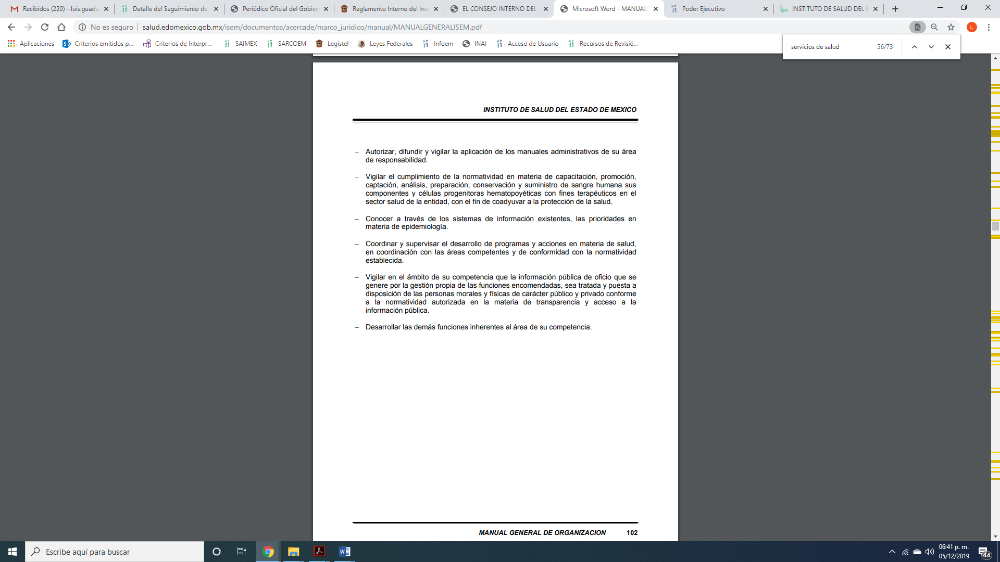 Recibidos (220) - luis.guada
Detalle del Seguimiento de
Periódico Oficial del Gobier
Reglamento Interno del Inst
EL CONSEJO INTERNO DEL
Microsoft Word - MANUALG
Poder Ejecutivo
INSTITUTO DE SALUD DEL E
No es seguro
salud.edomexico.gob.mx/isem/documentos/acercade/marco_juridico/manual/MANUALGENERALISEM.pdf
L
Aplicaciones
Criterios emitidos p...
Criterios de Interpr...
SAIMEX
SARCOEM
Legistel
Leyes Federales
Infoem
INAI
Acceso de Usuario
Recursos de Revisió...
servicios de salud
56/73
INSTITUTO DE SALUD DEL ESTADO DE MEXICO
– Autorizar, difundir y vigilar la aplicación de los manuales administrativos de su área
de responsabilidad.
– Vigilar el cumplimiento de la normatividad en materia de capacitación, promoción,
captación, análisis, preparación, conservación y suministro de sangre humana sus
componentes y células progenitoras hematopoyéticas con fines terapéuticos en el
sector salud de la entidad, con el fin de coadyuvar a la protección de la salud.
– Conocer a través de los sistemas de información existentes, las prioridades en
materia de epidemiología.
– Coordinar y supervisar el desarrollo de programas y acciones en materia de salud,
en coordinación con las áreas competentes y de conformidad con la normatividad
establecida.
– Vigilar en el ámbito de su competencia que la información pública de oficio que se
genere por la gestión propia de las funciones encomendadas, sea tratada y puesta a
disposición de las personas morales y físicas de carácter público y privado conforme
a la normatividad autorizada en la materia de transparencia y acceso a la
información pública.
– Desarrollar las demás funciones inherentes al área de su competencia.
MANUAL GENERAL DE ORGANIZACION 102
Escribe aquí para buscar
06:41 p. m.
05/12/2019
44